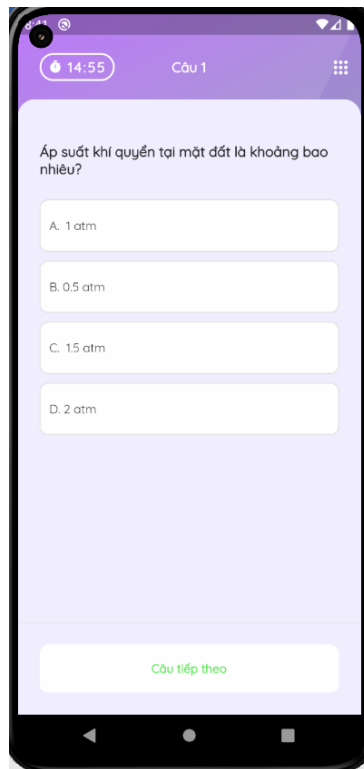 14:55
Câu 1
Áp suất khí quyển tại mặt đất là khoảng bao
nhiêu?
A. 1 atm
B. 0.5 atm
C. 1.5 atm
D. 2 atm
Câu tiếp theo